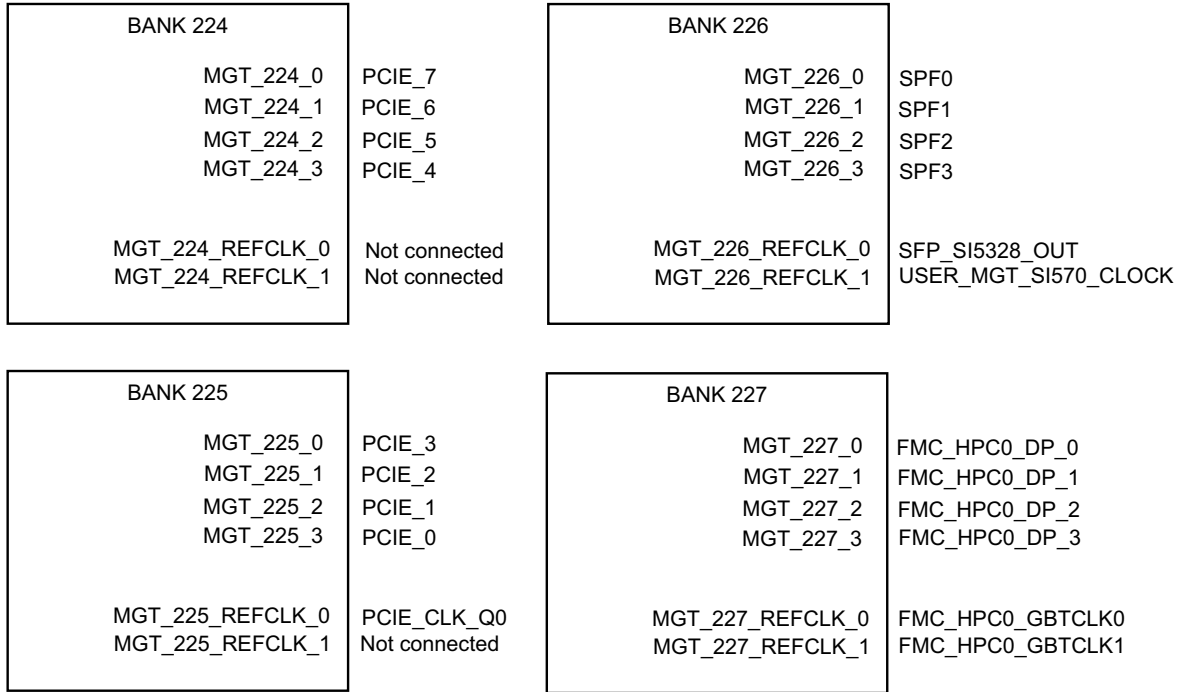 BANK 224
MGT_224_0 PCIE_7
MGT_224_1 PCIE_6
MGT_224_2 PCIE_5
MGT_224_3 PCIE_4
MGT_224_REFCLK_0 Not connected
MGT_224_REFCLK_1 Not connected
BANK 226
MGT_226_0 SPF0
MGT_226_1 SPF1
MGT_226_2 SPF2
MGT_226_3 SPF3
MGT_226_REFCLK_0 SFP_SI5328_OUT
MGT_226_REFCLK_1 USER_MGT_SI570_CLOCK
BANK 225
MGT_225_0 PCIE_3
MGT_225_1 PCIE_2
MGT_225_2 PCIE_1
MGT_225_3 PCIE_0
MGT_225_REFCLK_0 PCIE_CLK_Q0
MGT_225_REFCLK_1 Not connected
BANK 227
MGT_227_0 FMC_HPC0_DP_0
MGT_227_1 FMC_HPC0_DP_1
MGT_227_2 FMC_HPC0_DP_2
MGT_227_3 FMC_HPC0_DP_3
MGT_227_REFCLK_0 FMC_HPC0_GBTCLK0
MGT_227_REFCLK_1 FMC_HPC0_GBTCLK1